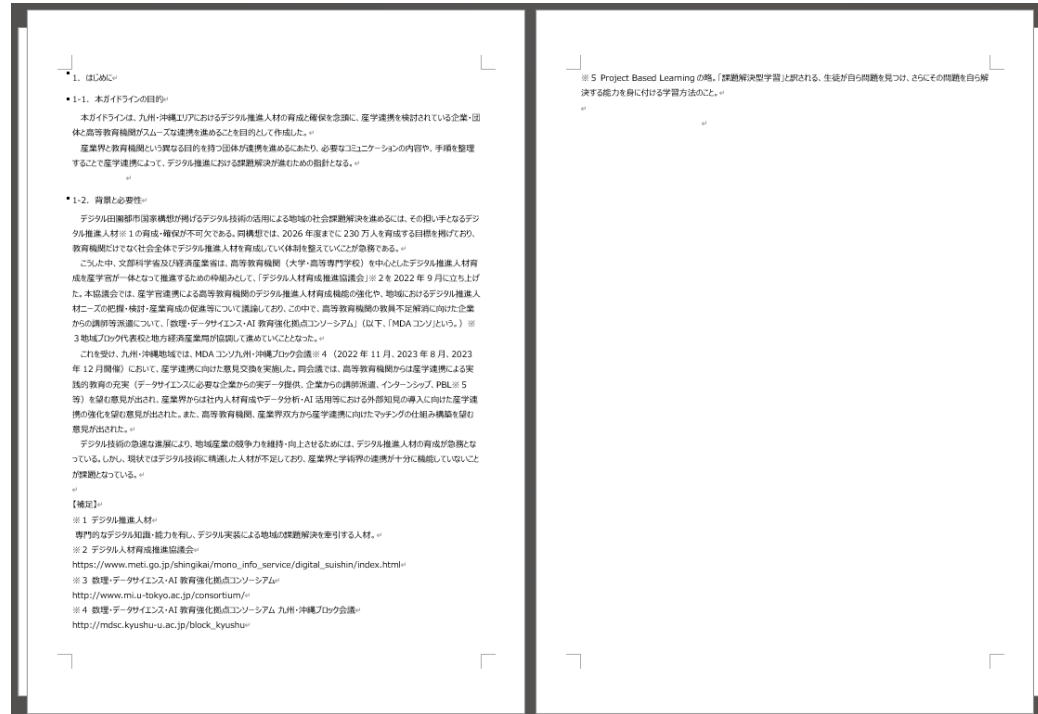 1. はじめに
1-1. 本ガイドラインの目的
本ガイドラインは、九州・沖縄エリアにおけるデジタル推進人材の育成と確保を念頭に、産学連携を検討されている企業・団
体と高等教育機関がスムーズな連携を進めることを目的として作成した。
産業界と教育機関という異なる目的を持つ団体が連携を進めるにあたり、必要なコミュニケーションの内容や、手順を整理
することで産学連携によって、デジタル推進における課題解決が進むための指針となる。
1-2. 背景と必要性
デジタル田園都市国家構想が掲げるデジタル技術の活用による地域の社会課題解決を進めるには、その担い手となるデジ
タル推進人材※1の育成・確保が不可欠である。同構想では、2026 年度までに 230 万人を育成する目標を掲げており、
教育機関だけでなく社会全体でデジタル推進人材を育成していく体制を整えていくことが急務である。
こうした中、文部科学省及び経済産業省は、高等教育機関（大学・高等専門学校）を中心としたデジタル推進人材育
成を産学官が一体となって推進するための枠組みとして、「デジタル人材育成推進協議会」※2を 2022 年 9 月に立ち上げ
た。本協議会では、産学官連携による高等教育機関のデジタル推進人材育成機能の強化や、地域におけるデジタル推進人
材ニーズの把握・検討・産業育成の促進等について議論しており、この中で、高等教育機関の教員不足解消に向けた企業
からの講師等派遣について、「数理・データサイエンス・AI 教育強化拠点コンソーシアム」（以下、「MDA コンソ」という。）※
3地域ブロック代表校と地方経済産業局が協調して進めていくこととなった。
これを受け、九州・沖縄地域では、MDA コンソ九州・沖縄ブロック会議※4（2022 年 11 月、2023 年 8 月、2023
年 12 月開催）において、産学連携に向けた意見交換を実施した。同会議では、高等教育機関からは産学連携による実
践的教育の充実（データサイエンスに必要な企業からの実データ提供、企業からの講師派遣、インターンシップ、PBL※5
等）を望む意見が出され、産業界からは社内人材育成やデータ分析・AI 活用等における外部知見の導入に向けた産学連
携の強化を望む意見が出された。また、高等教育機関、産業界双方から産学連携に向けたマッチングの仕組み構築を望む
意見が出された。
デジタル技術の急速な進展により、地域産業の競争力を維持・向上させるためには、デジタル推進人材の育成が急務とな
っている。しかし、現状ではデジタル技術に精通した人材が不足しており、産業界と学術界の連携が十分に機能していないこと
が課題となっている。
【補足】
※1 デジタル推進人材
専門的なデジタル知識・能力を有し、デジタル実装による地域の課題解決を牽引する人材。
※2 デジタル人材育成推進協議会
https://www.meti.go.jp/shingikai/mono_info_service/digital_suishin/index.html
※3 数理・データサイエンス・AI 教育強化拠点コンソーシアム
http://www.mi.u-tokyo.ac.jp/consortium/
※4 数理・データサイエンス・AI 教育強化拠点コンソーシアム 九州・沖縄ブロック会議
http://mdsc.kyushu-u.ac.jp/block_kyushu
※5 Project Based Learning の略。「課題解決型学習」と訳される、生徒が自ら問題を見つけ、さらにその問題を自ら解
決する能力を身に付ける学習方法のこと。